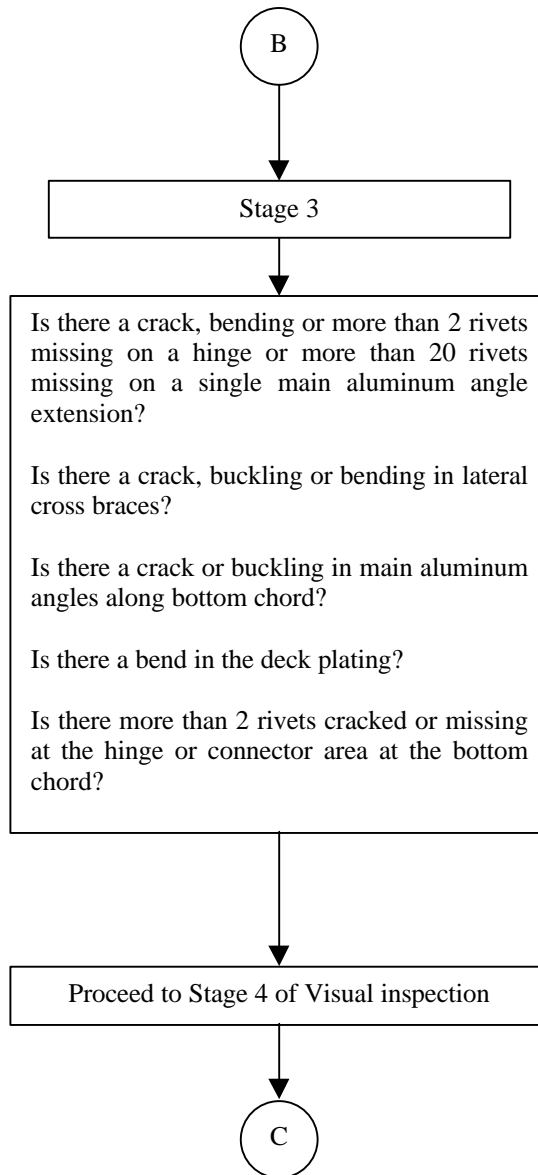 B
Stage 3
Is there a crack, bending or more than 2 rivets
missing on a hinge or more than 20 rivets
missing on a single main aluminum angle
extension?
Is there a crack, buckling or bending in lateral
cross braces?
Is there a crack or buckling in main aluminum
angles along bottom chord?
Is there a bend in the deck plating?
Is there more than 2 rivets cracked or missing
at the hinge or connector area at the bottom
chord?
Proceed to Stage 4 of Visual inspection
C